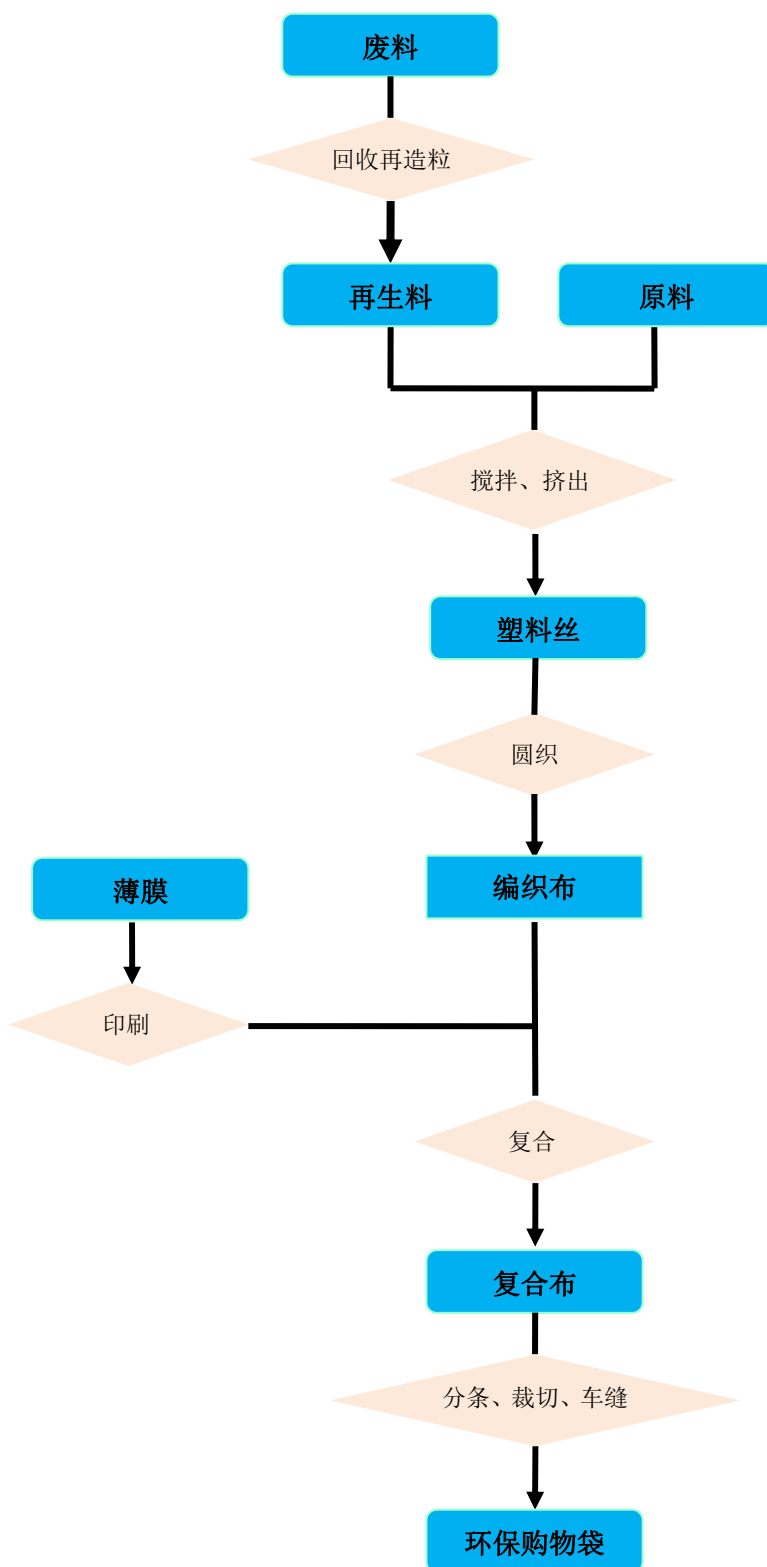 废料
回收再造粒
再生料
原料
搅拌、挤出
塑料丝
圆织
编织布
薄膜
印刷
复合
复合布
分条、裁切、车缝
环保购物袋